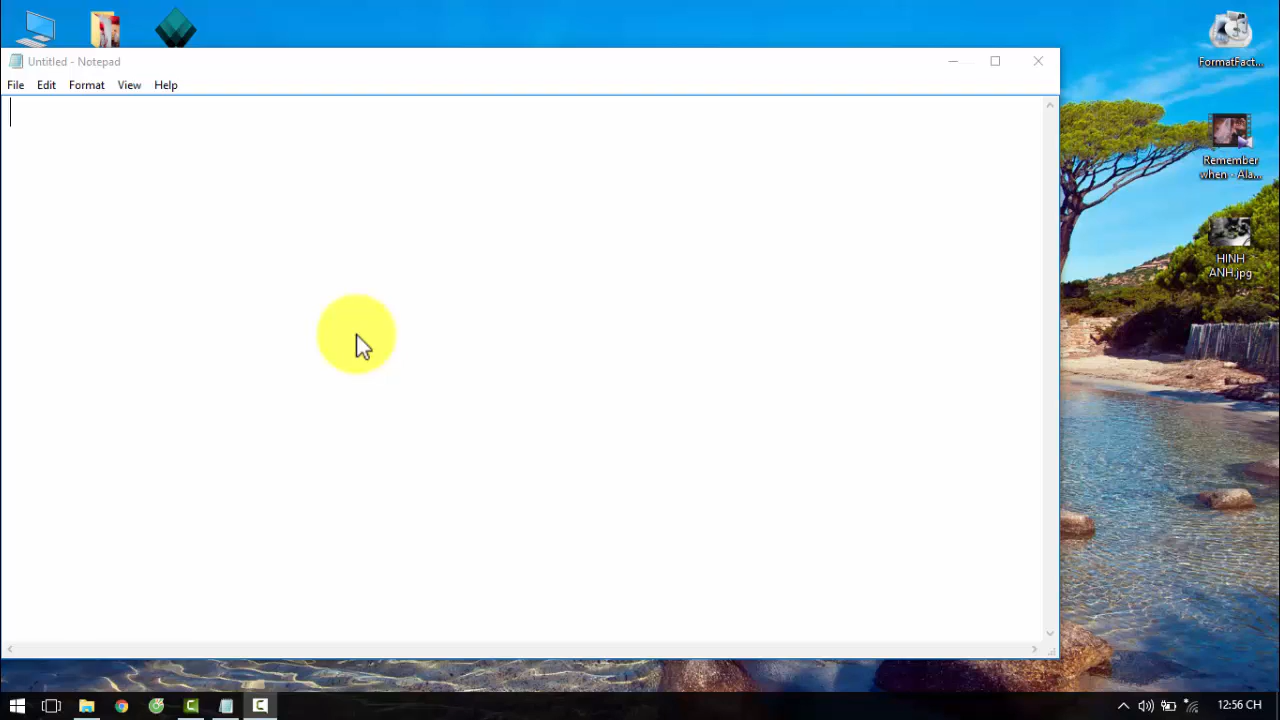 FormatFact...
Untitled - Notepad
File Edit Format View Help
Remember
when - Ala...
HINH
ANH.jpg
12:56 CH